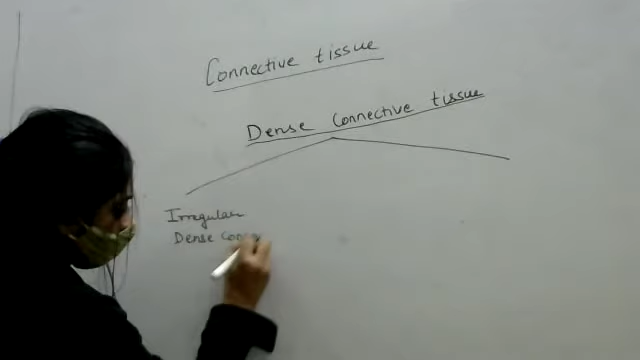 Connective tissue
Dense Connective tissue
Irregular
Dense